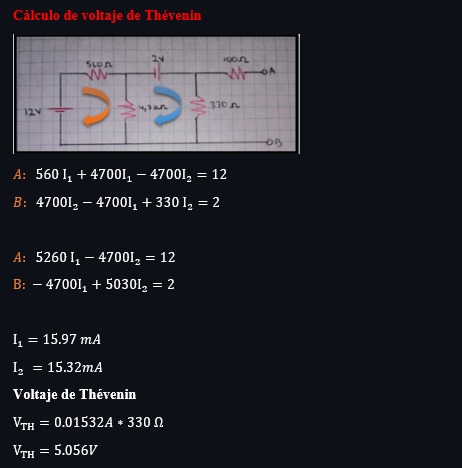 Cálculo de voltaje de Thévenin
560Ω
2V
100Ω
A
12V
4,7kΩ
330Ω
B
A: 560 I₁ + 4700I₁ − 4700I₂ = 12
B: 4700I₂ − 4700I₁ + 330 I₂ = 2
A: 5260 I₁ − 4700I₂ = 12
B: − 4700I₁ + 5030I₂ = 2
I₁ = 15.97 mA
I₂ = 15.32mA
Voltaje de Thévenin
V_TH = 0.01532A ∗ 330 Ω
V_TH = 5.056V